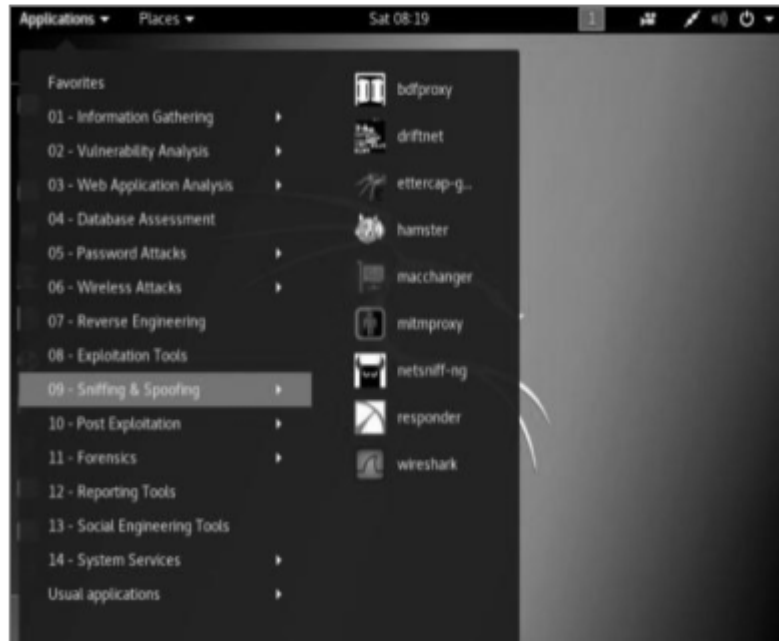 Applications Places Sat 08:19 1
Favorites
01 - Information Gathering
02 - Vulnerability Analysis
03 - Web Application Analysis
04 - Database Assessment
05 - Password Attacks
06 - Wireless Attacks
07 - Reverse Engineering
08 - Exploitation Tools
09 - Sniffing & Spoofing
10 - Post Exploitation
11 - Forensics
12 - Reporting Tools
13 - Social Engineering Tools
14 - System Services
Usual applications
bdfproxy
driftnet
ettercap-g...
hamster
macchanger
mitmproxy
netsniff-ng
responder
wireshark